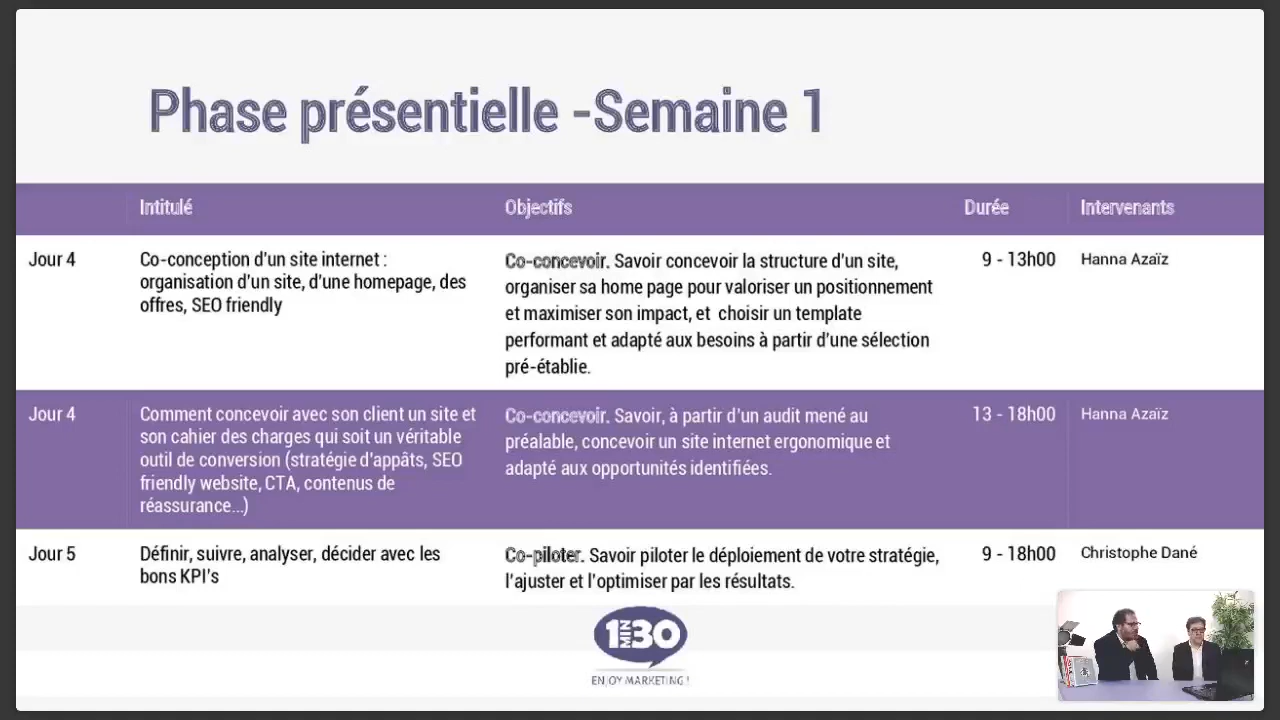 Phase présentielle -Semaine 1
Intitulé
Objectifs
Durée
Intervenants
Jour 4
Co-conception d'un site internet :
organisation d'un site, d'une homepage, des
offres, SEO friendly
Co-concevoir. Savoir concevoir la structure d'un site,
organiser sa home page pour valoriser un positionnement
et maximiser son impact, et choisir un template
performant et adapté aux besoins à partir d'une sélection
pré-établie.
9 - 13h00
Hanna Azaïz
Jour 4
Comment concevoir avec son client un site et
son cahier des charges qui soit un véritable
outil de conversion (stratégie d'appâts, SEO
friendly website, CTA, contenus de
réassurance...)
Co-concevoir. Savoir, à partir d'un audit mené au
préalable, concevoir un site internet ergonomique et
adapté aux opportunités identifiées.
13 - 18h00
Hanna Azaïz
Jour 5
Définir, suivre, analyser, décider avec les
bons KPI's
Co-piloter. Savoir piloter le déploiement de votre stratégie,
l'ajuster et l'optimiser par les résultats.
9 - 18h00
Christophe Dané
1MIN30
ENJOY MARKETING !